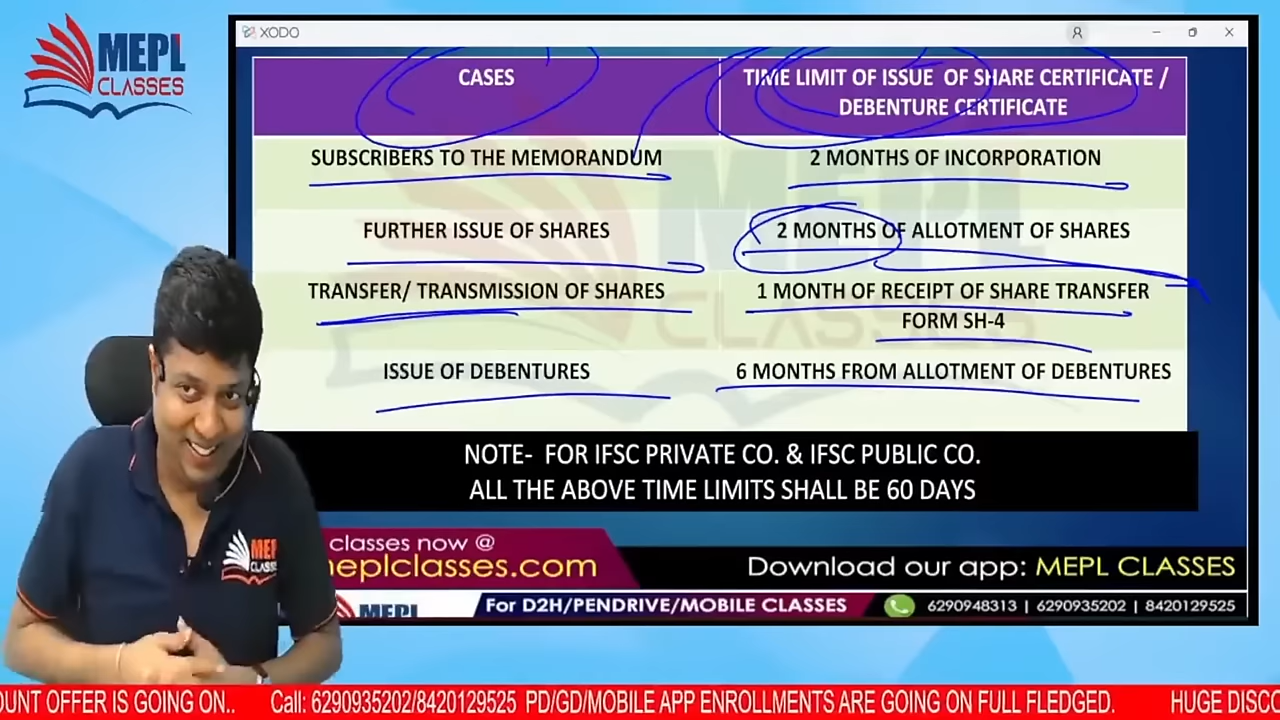 MEPL
CLASSES
XODO
CASES
TIME LIMIT OF ISSUE OF SHARE CERTIFICATE /
DEBENTURE CERTIFICATE
SUBSCRIBERS TO THE MEMORANDUM
2 MONTHS OF INCORPORATION
FURTHER ISSUE OF SHARES
2 MONTHS OF ALLOTMENT OF SHARES
TRANSFER/ TRANSMISSION OF SHARES
1 MONTH OF RECEIPT OF SHARE TRANSFER
FORM SH-4
ISSUE OF DEBENTURES
6 MONTHS FROM ALLOTMENT OF DEBENTURES
MEPL
CLASSES
NOTE- FOR IFSC PRIVATE CO. & IFSC PUBLIC CO.
ALL THE ABOVE TIME LIMITS SHALL BE 60 DAYS
classes now @
meplclasses.com
Download our app: MEPL CLASSES
MEPL
For D2H/PENDRIVE/MOBILE CLASSES
6290948313 | 6290935202 | 8420129525
OUNT OFFER IS GOING ON.. Call: 6290935202/8420129525 PD/GD/MOBILE APP ENROLLMENTS ARE GOING ON FULL FLEDGED. HUGE DISCO